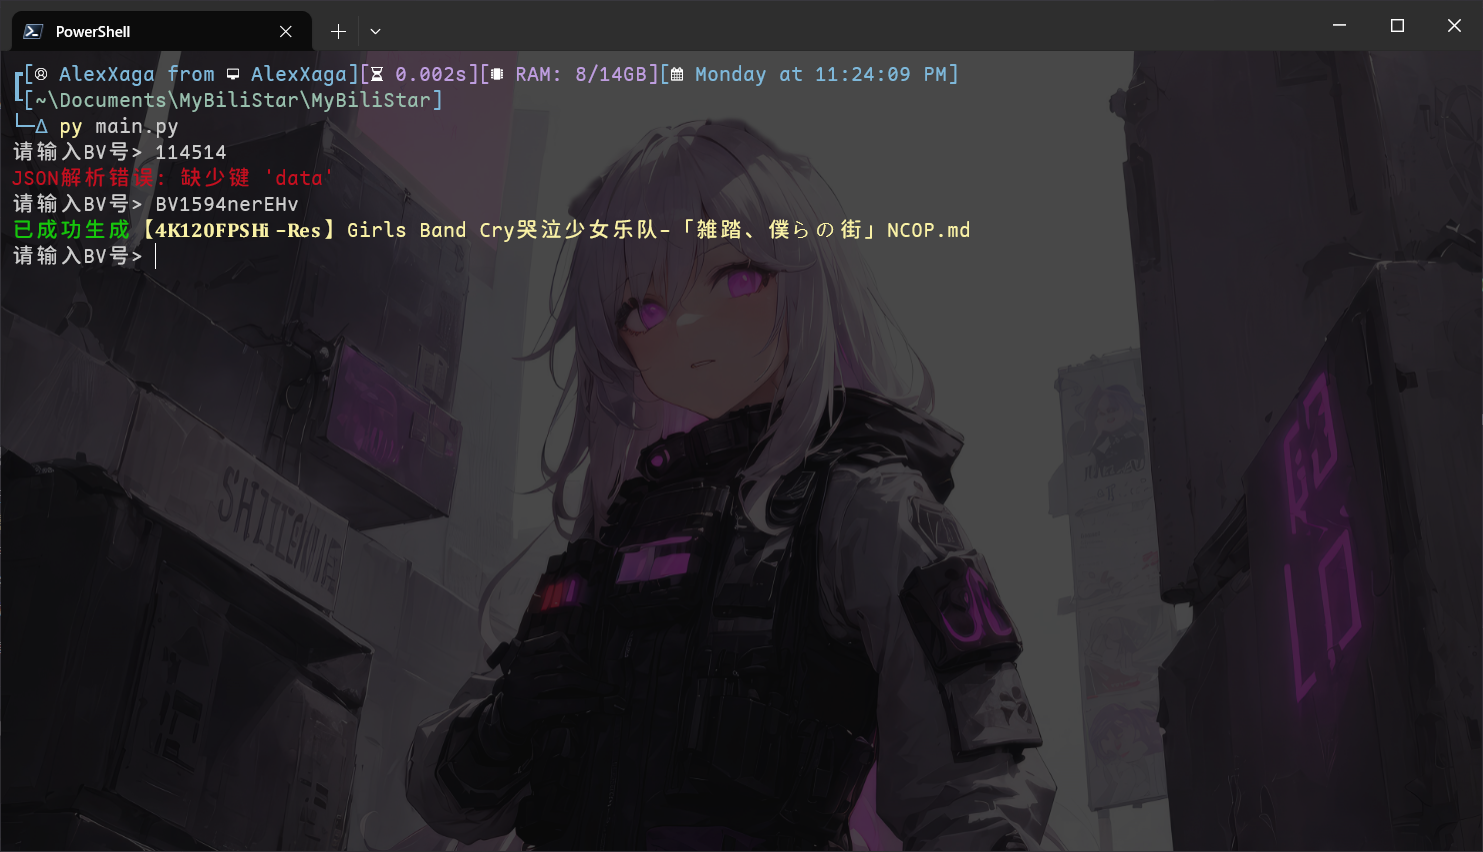 PowerShell
[AlexXaga from AlexXaga][0.002s][RAM: 8/14GB][Monday at 11:24:09 PM]
[~\Documents\MyBiliStar\MyBiliStar]
py main.py
请输入BV号> 114514
JSON解析错误: 缺少键 'data'
请输入BV号> BV1594nerEHv
已成功生成【4K120FPSHi-Res】Girls Band Cry哭泣少女乐队-「雑踏、僕らの街」NCOP.md
请输入BV号>